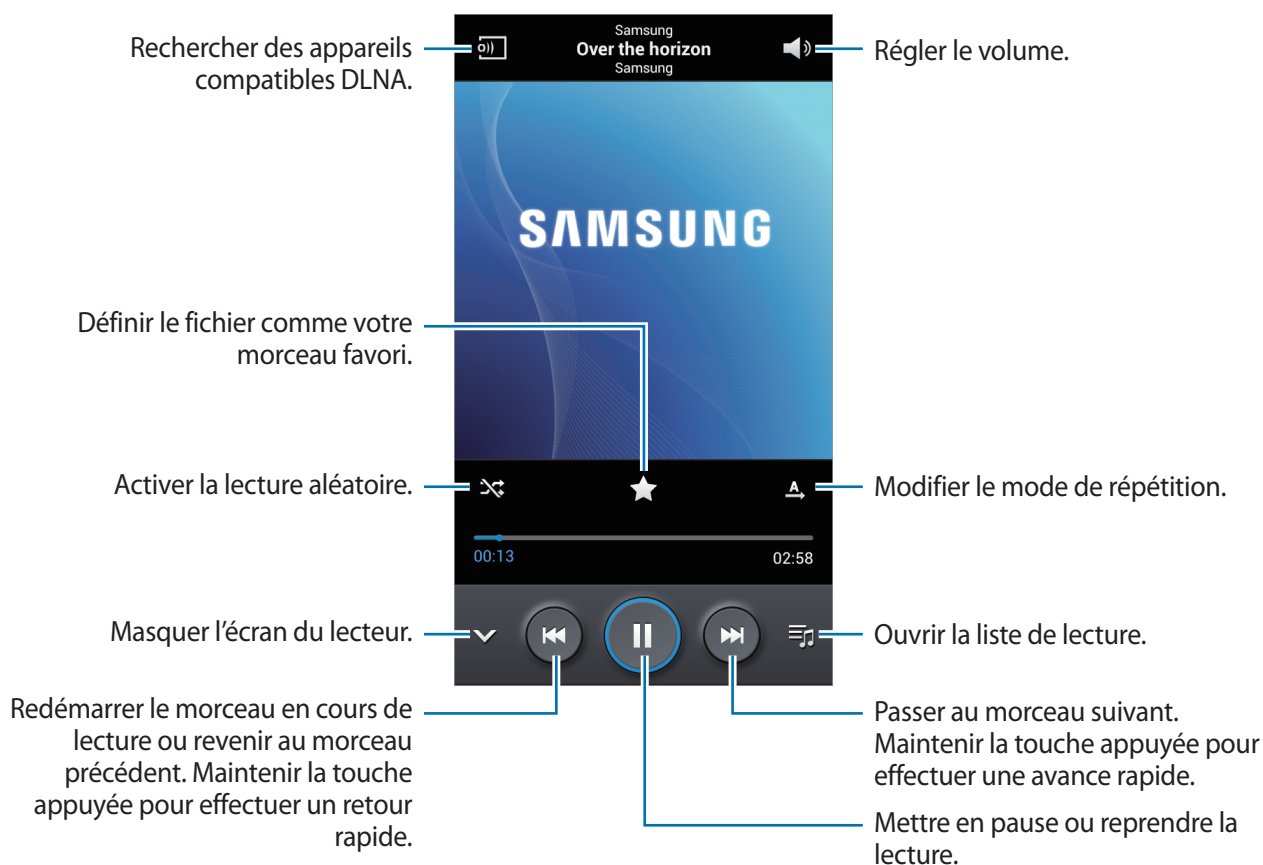 Samsung
Over the horizon
Samsung
Rechercher des appareils
compatibles DLNA.
Régler le volume.
SAMSUNG
Définir le fichier comme votre
morceau favori.
Activer la lecture aléatoire.
A
Modifier le mode de répétition.
00:13
02:58
Masquer l'écran du lecteur.
Ouvrir la liste de lecture.
Redémarrer le morceau en cours de
lecture ou revenir au morceau
précédent. Maintenir la touche
appuyée pour effectuer un retour
rapide.
Passer au morceau suivant.
Maintenir la touche appuyée pour
effectuer une avance rapide.
Mettre en pause ou reprendre la
lecture.